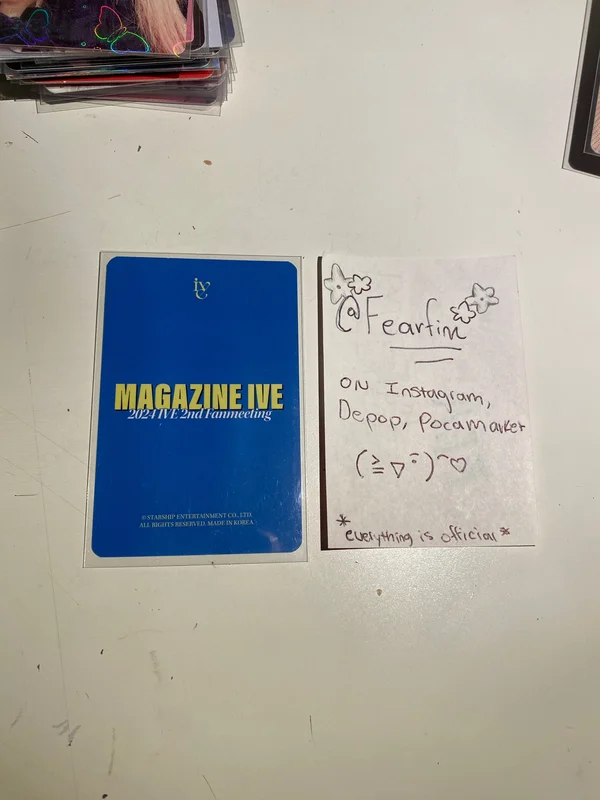 ive
MAGAZINE IVE
2024 IVE 2nd Fanmeeting
© STARSHIP ENTERTAINMENT CO., LTD.
ALL RIGHTS RESERVED. MADE IN KOREA
@Fearfim
ON Instagram,
Depop, Pocamarket
(≧▽ᵔ)~♡
*everything is official*